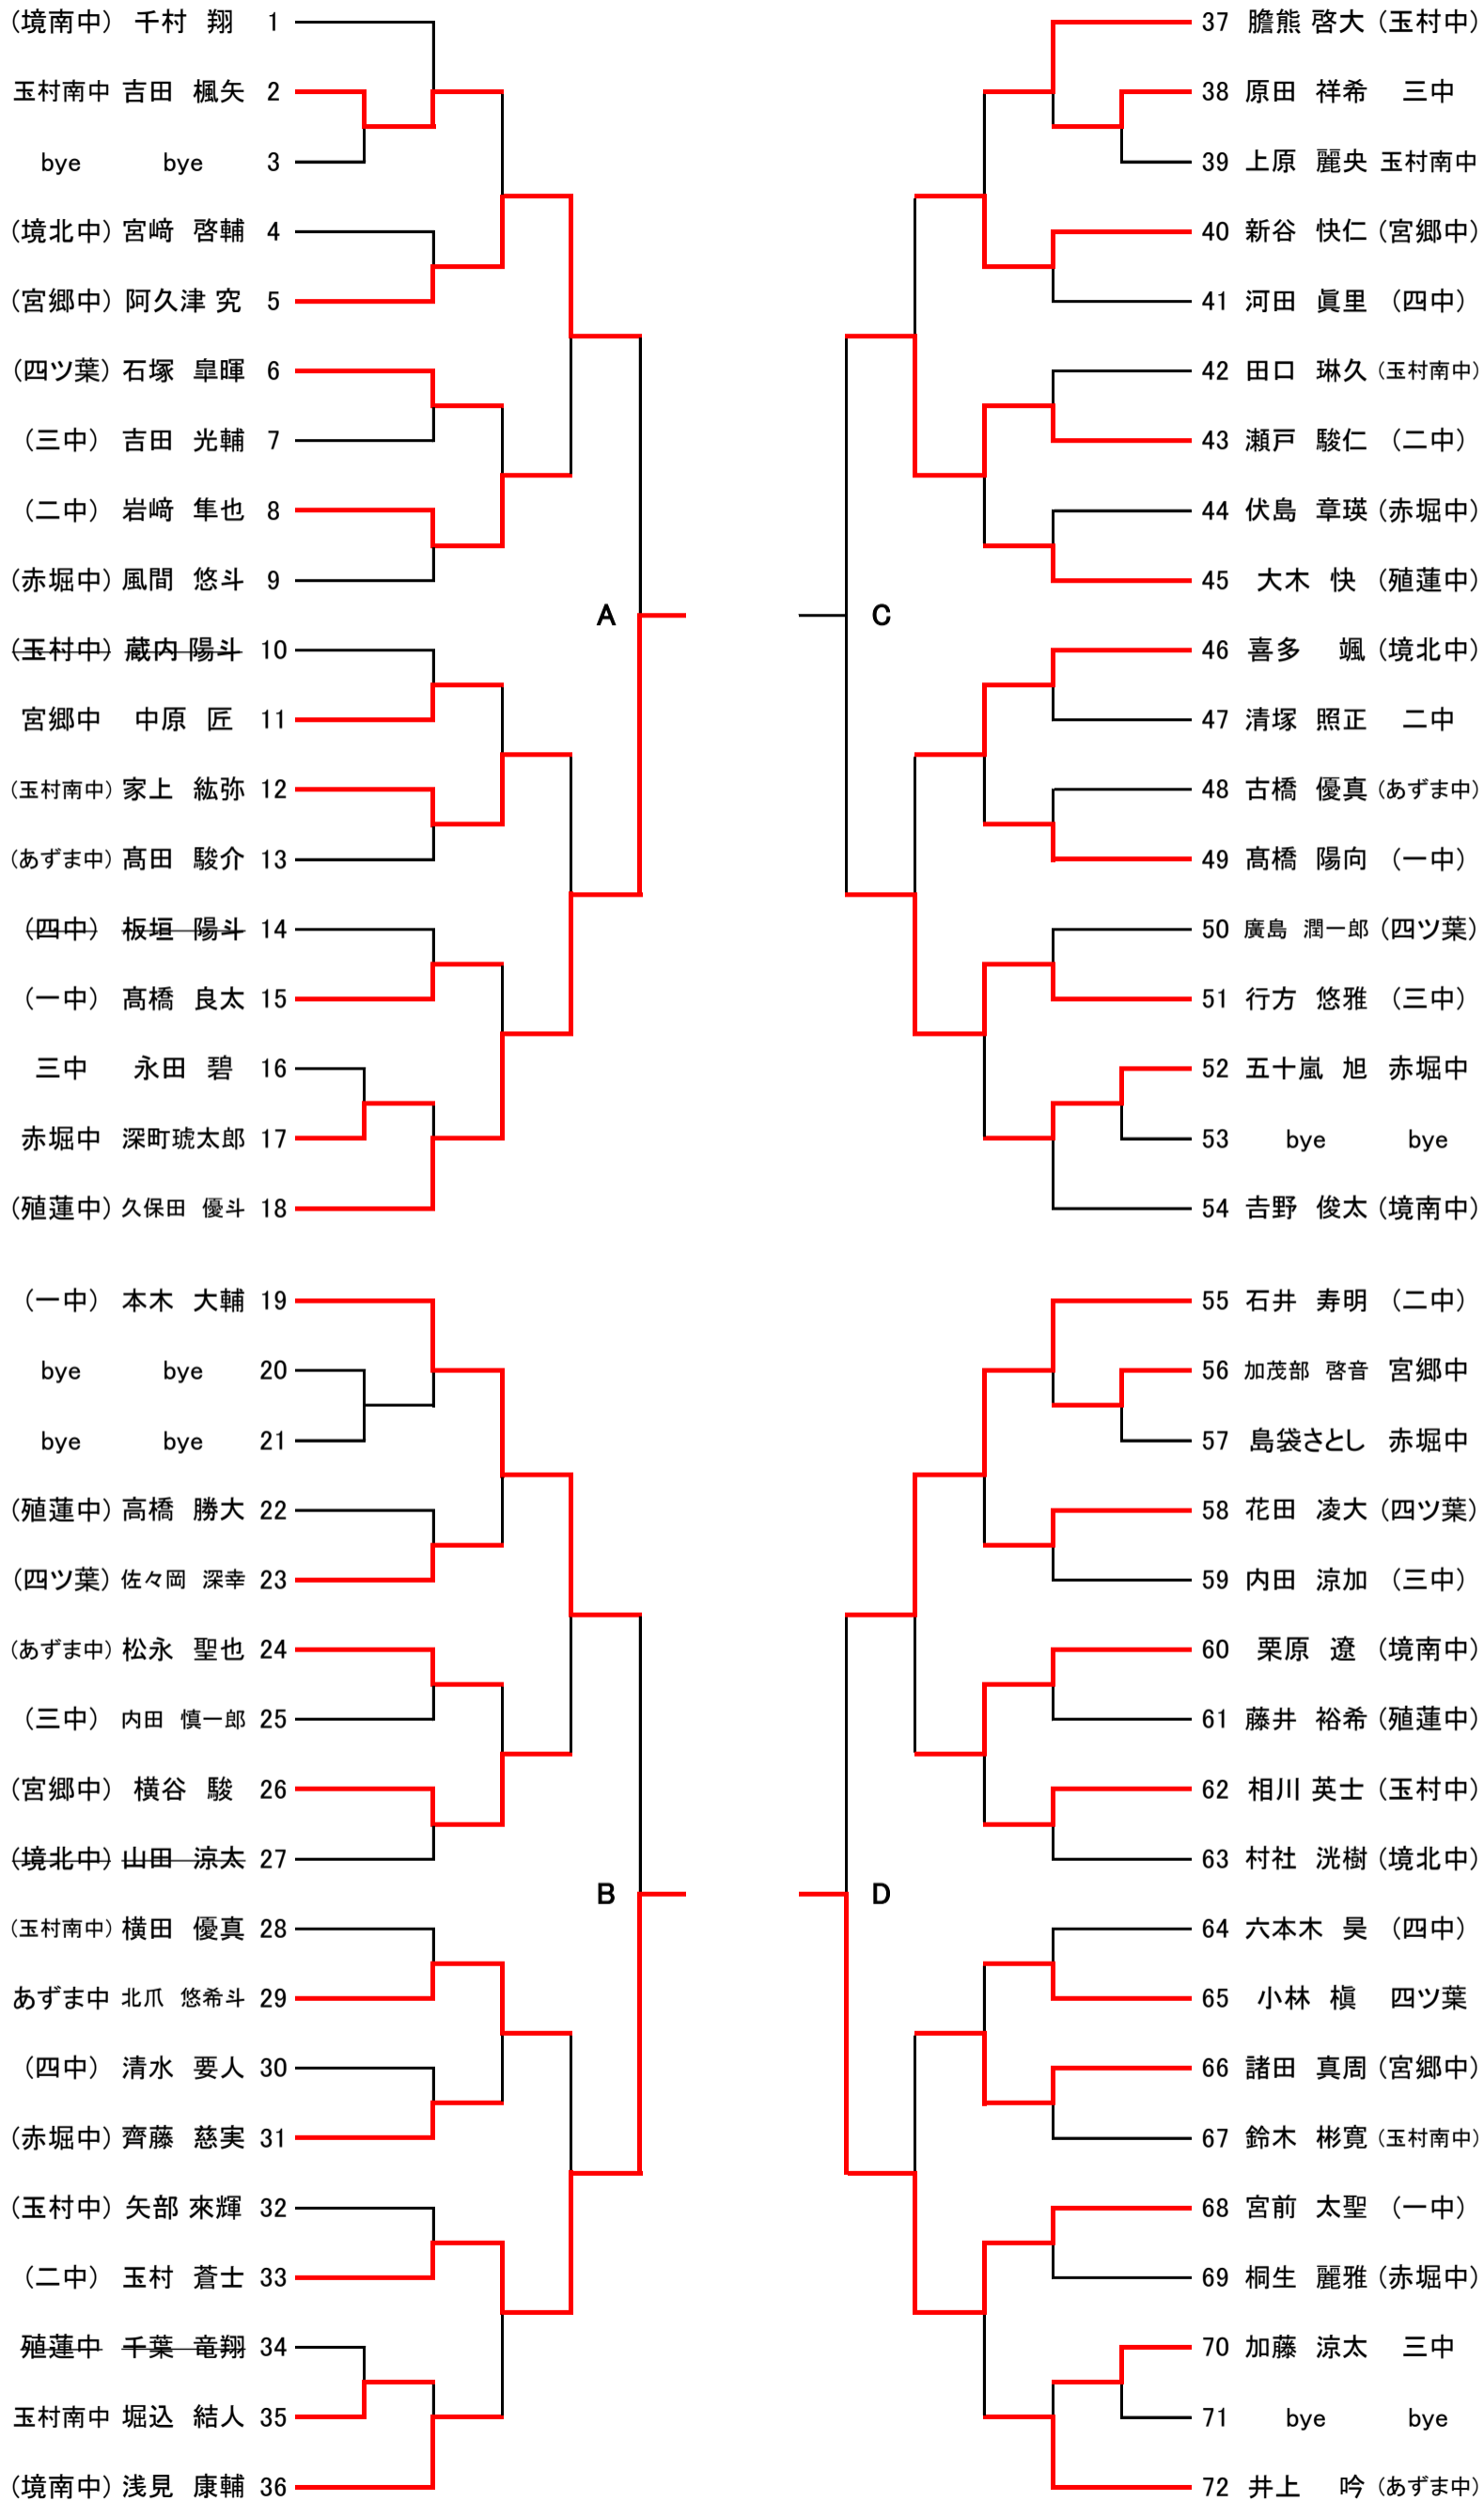 (境南中) 千村 翔 1
玉村南中 吉田 楓矢 2
bye bye 3
(境北中) 宮﨑 啓輔 4
(宮郷中) 阿久津 究 5
(四ツ葉) 石塚 皐暉 6
(三中) 吉田 光輔 7
(二中) 岩﨑 隼也 8
(赤堀中) 風間 悠斗 9
A
(玉村中) 蔵内 陽斗 10
宮郷中 中原 匠 11
(玉村南中) 家上 紘弥 12
(あずま中) 髙田 駿介 13
(四中) 板垣 陽斗 14
(一中) 髙橋 良太 15
三中 永田 碧 16
赤堀中 深町琥太郎 17
(殖蓮中) 久保田 優斗 18
(一中) 本木 大輔 19
bye bye 20
bye bye 21
(殖蓮中) 高橋 勝大 22
(四ツ葉) 佐々岡 深幸 23
(あずま中) 松永 聖也 24
(三中) 内田 慎一郎 25
(宮郷中) 横谷 駿 26
(境北中) 山田 涼太 27
B
(玉村南中) 横田 優真 28
あずま中 北爪 悠希斗 29
(四中) 清水 要人 30
(赤堀中) 齊藤 慈実 31
(玉村中) 矢部 來輝 32
(二中) 玉村 蒼士 33
殖蓮中 千葉 竜翔 34
玉村南中 堀込 結人 35
(境南中) 浅見 康輔 36
37 膽熊 啓大 (玉村中)
38 原田 祥希 三中
39 上原 麗央 玉村南中
40 新谷 快仁 (宮郷中)
41 河田 眞里 (四中)
42 田口 琳久 (玉村南中)
43 瀬戸 駿仁 (二中)
44 伏島 章瑛 (赤堀中)
45 大木 快 (殖蓮中)
C
46 喜多 颯 (境北中)
47 清塚 照正 二中
48 古橋 優真 (あずま中)
49 髙橋 陽向 (一中)
50 廣島 潤一郎 (四ツ葉)
51 行方 悠雅 (三中)
52 五十嵐 旭 赤堀中
53 bye bye
54 𠮷野 俊太 (境南中)
55 石井 寿明 (二中)
56 加茂部 啓音 宮郷中
57 島袋さとし 赤堀中
58 花田 凌大 (四ツ葉)
59 内田 涼加 (三中)
60 栗原 遼 (境南中)
61 藤井 裕希 (殖蓮中)
62 相川 英士 (玉村中)
63 村社 洸樹 (境北中)
D
64 六本木 昊 (四中)
65 小林 槇 四ツ葉
66 諸田 真周 (宮郷中)
67 鈴木 彬寛 (玉村南中)
68 宮前 太聖 (一中)
69 桐生 麗雅 (赤堀中)
70 加藤 涼太 三中
71 bye bye
72 井上 吟 (あずま中)